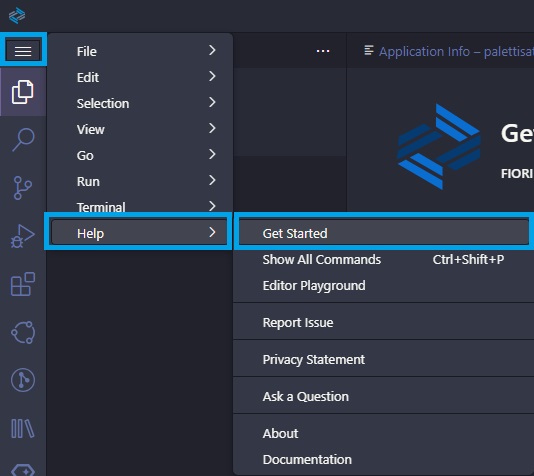 File
Edit
Selection
View
Go
Run
Terminal
Help
... Application Info – palettisat
Get
FIORI
Get Started
Show All Commands Ctrl+Shift+P
Editor Playground
Report Issue
Privacy Statement
Ask a Question
About
Documentation